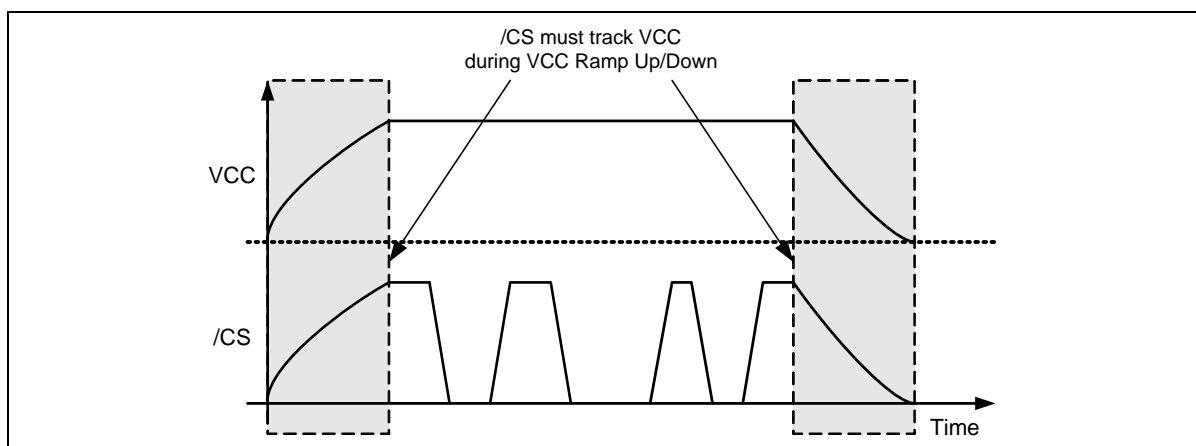 /CS must track VCC
during VCC Ramp Up/Down
VCC
/CS
Time